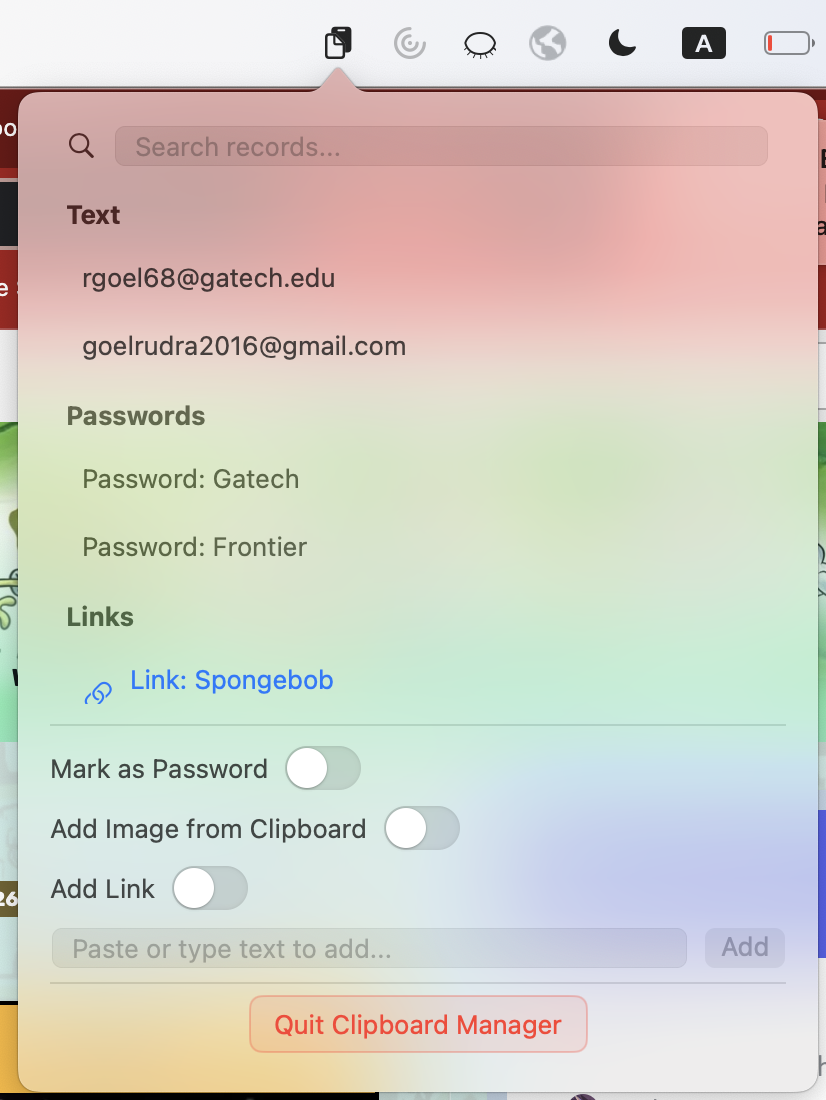 A
Search records...
Text
rgoel68@gatech.edu
goelrudra2016@gmail.com
Passwords
Password: Gatech
Password: Frontier
Links
Link: Spongebob
Mark as Password
Add Image from Clipboard
Add Link
26
Paste or type text to add...
Add
Quit Clipboard Manager